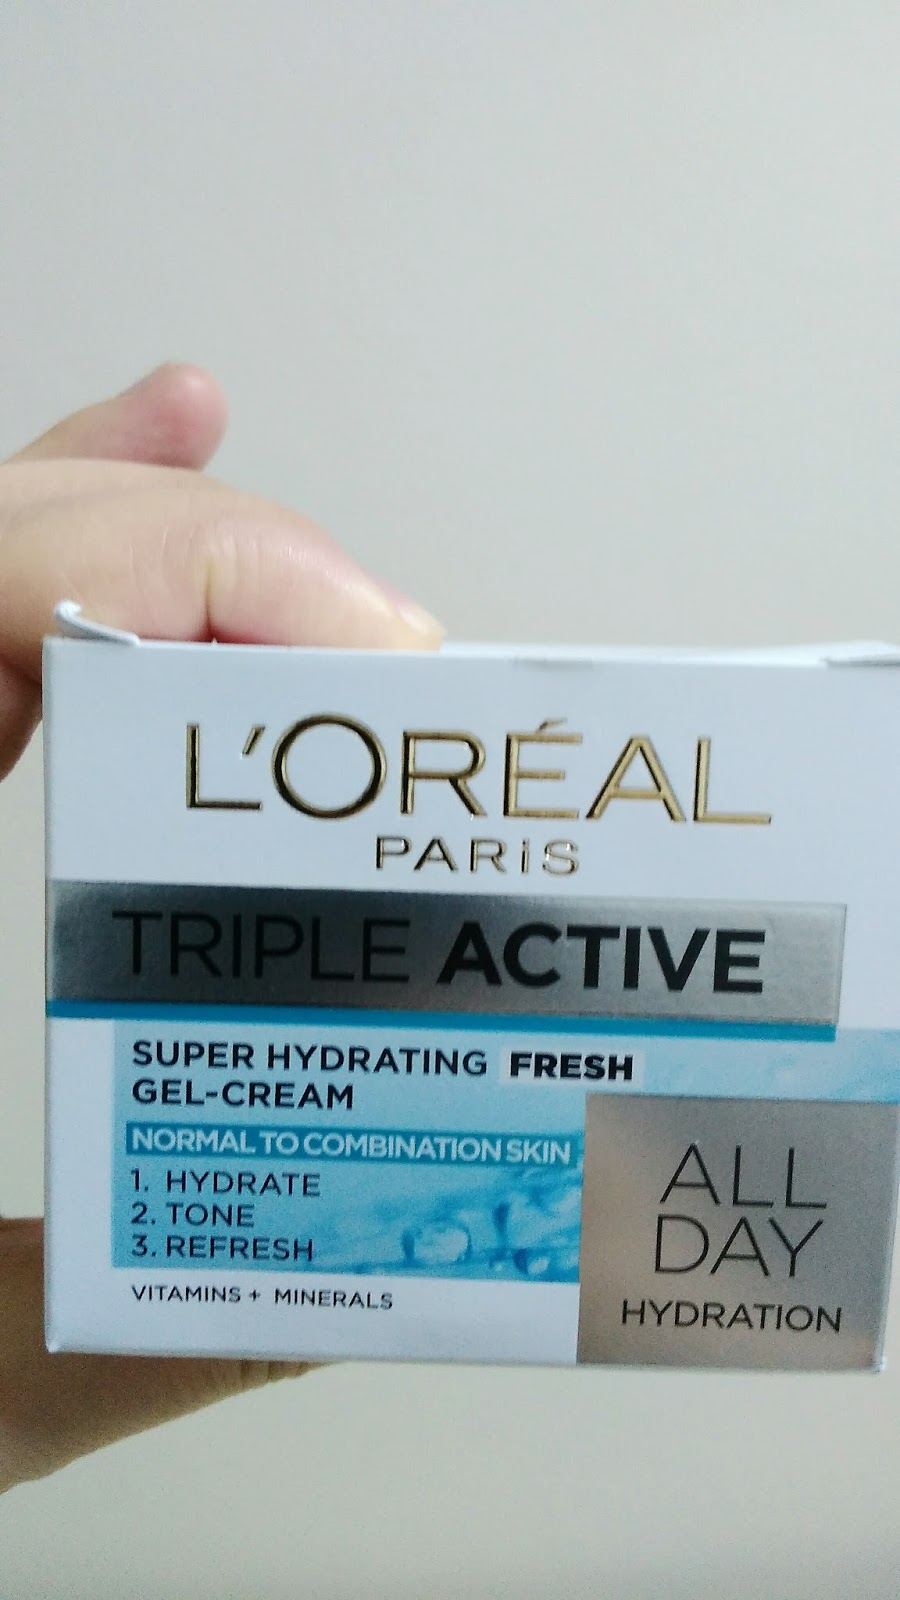 L'ORÉAL
PARiS
TRIPLE ACTIVE
SUPER HYDRATING FRESH
GEL-CREAM
NORMAL TO COMBINATION SKIN
1. HYDRATE
2. TONE
3. REFRESH
VITAMINS + MINERALS
ALL
DAY
HYDRATION